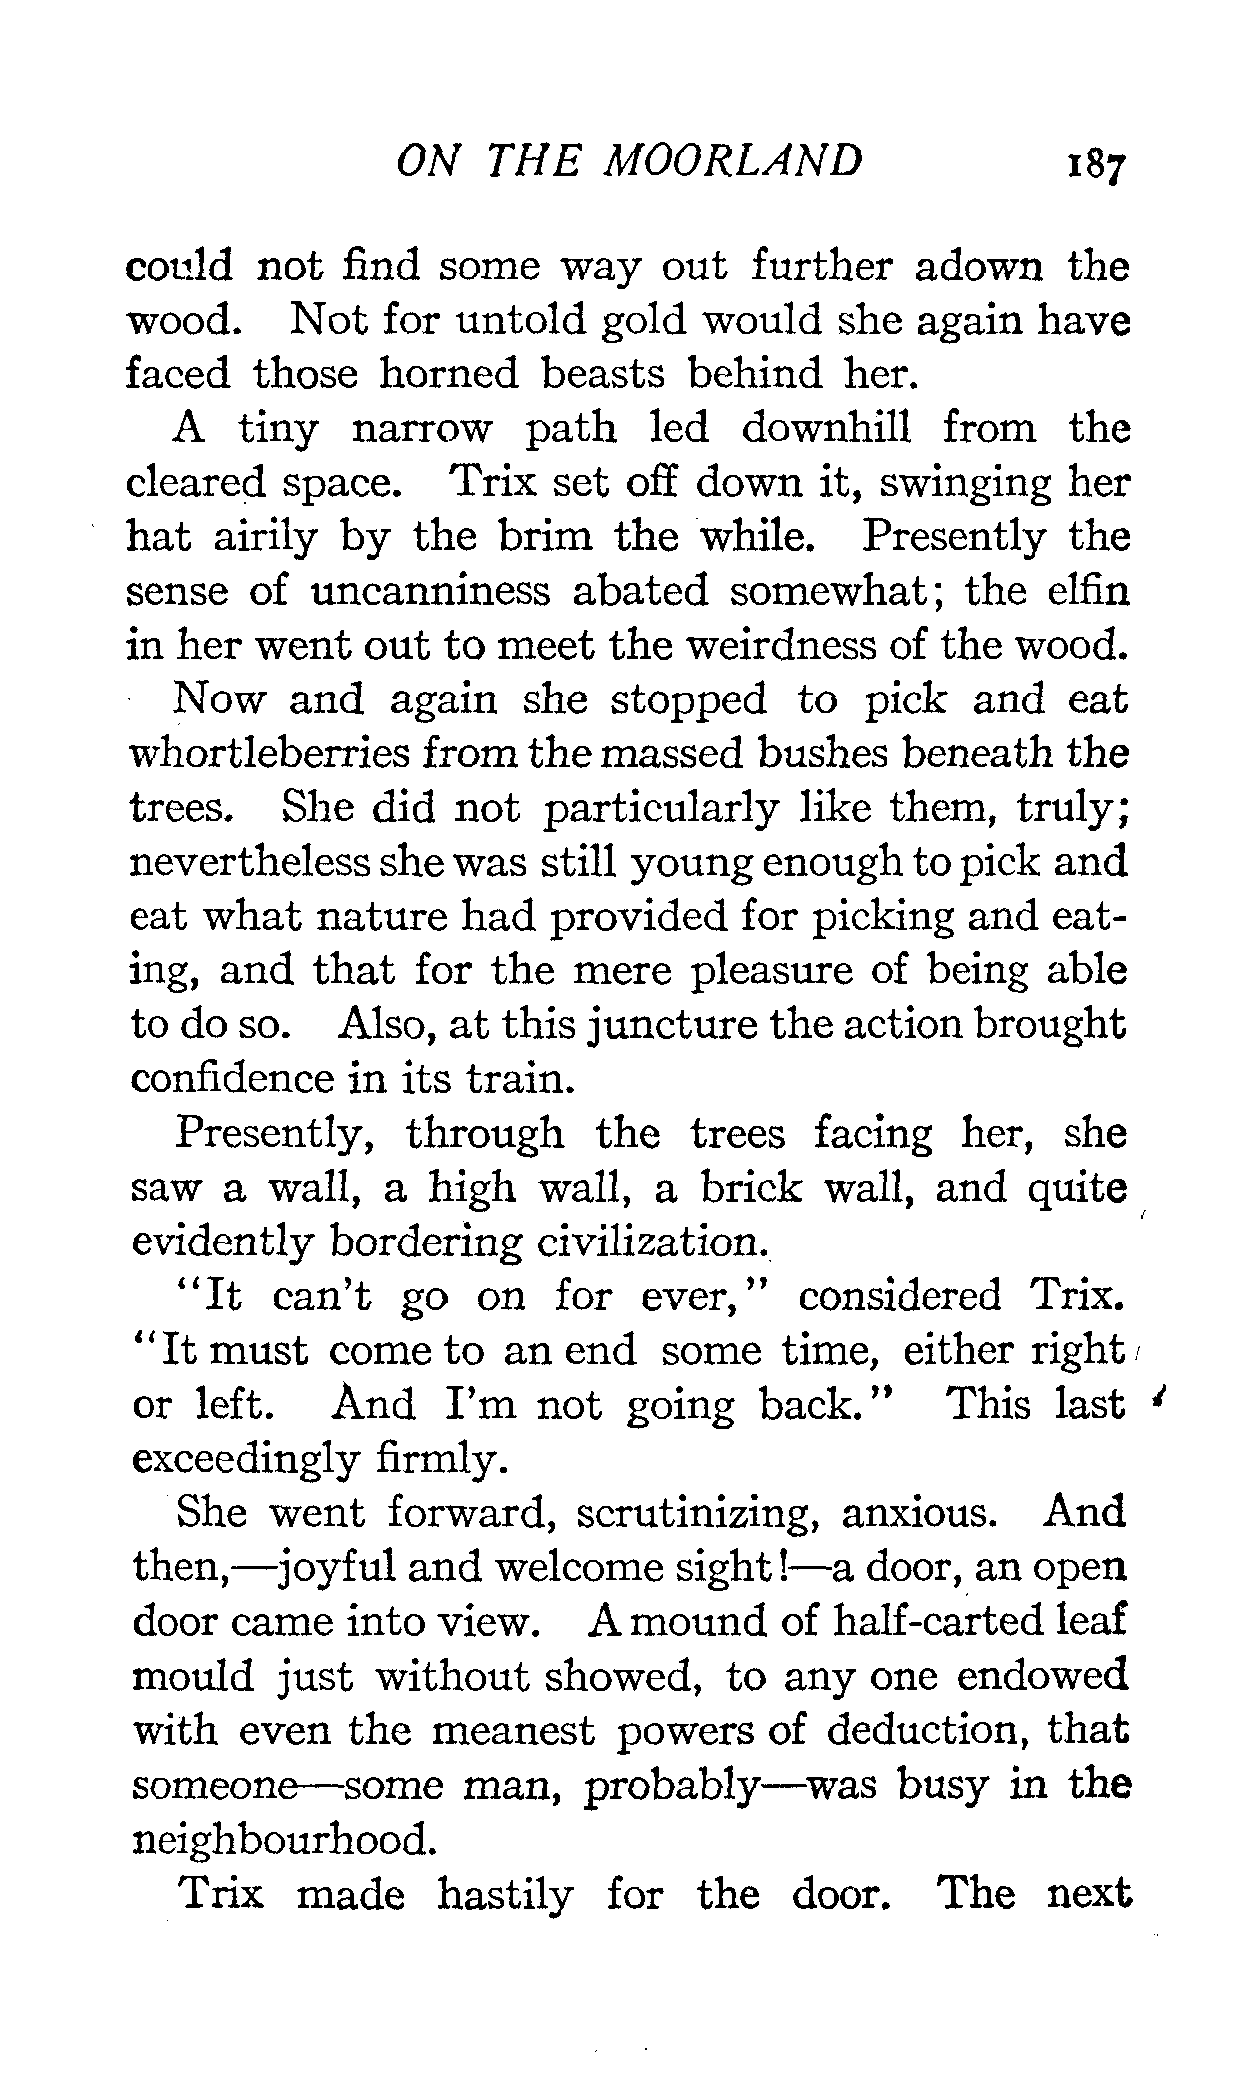 ON THE MOORLAND 187
could not find some way out further adown the
wood. Not for untold gold would she again have
faced those horned beasts behind her.
A tiny narrow path led downhill from the
cleared space. Trix set off down it, swinging her
hat airily by the brim the while. Presently the
sense of uncanniness abated somewhat; the elfin
in her went out to meet the weirdness of the wood.
Now and again she stopped to pick and eat
whortleberries from the massed bushes beneath the
trees. She did not particularly like them, truly;
nevertheless she was still young enough to pick and
eat what nature had provided for picking and eat-
ing, and that for the mere pleasure of being able
to do so. Also, at this juncture the action brought
confidence in its train.
Presently, through the trees facing her, she
saw a wall, a high wall, a brick wall, and quite
evidently bordering civilization.
"It can't go on for ever," considered Trix.
"It must come to an end some time, either right
or left. And I'm not going back." This last
exceedingly firmly.
She went forward, scrutinizing, anxious. And
then,—joyful and welcome sight!—a door, an open
door came into view. A mound of half-carted leaf
mould just without showed, to any one endowed
with even the meanest powers of deduction, that
someone—some man, probably—was busy in the
neighbourhood.
Trix made hastily for the door. The next